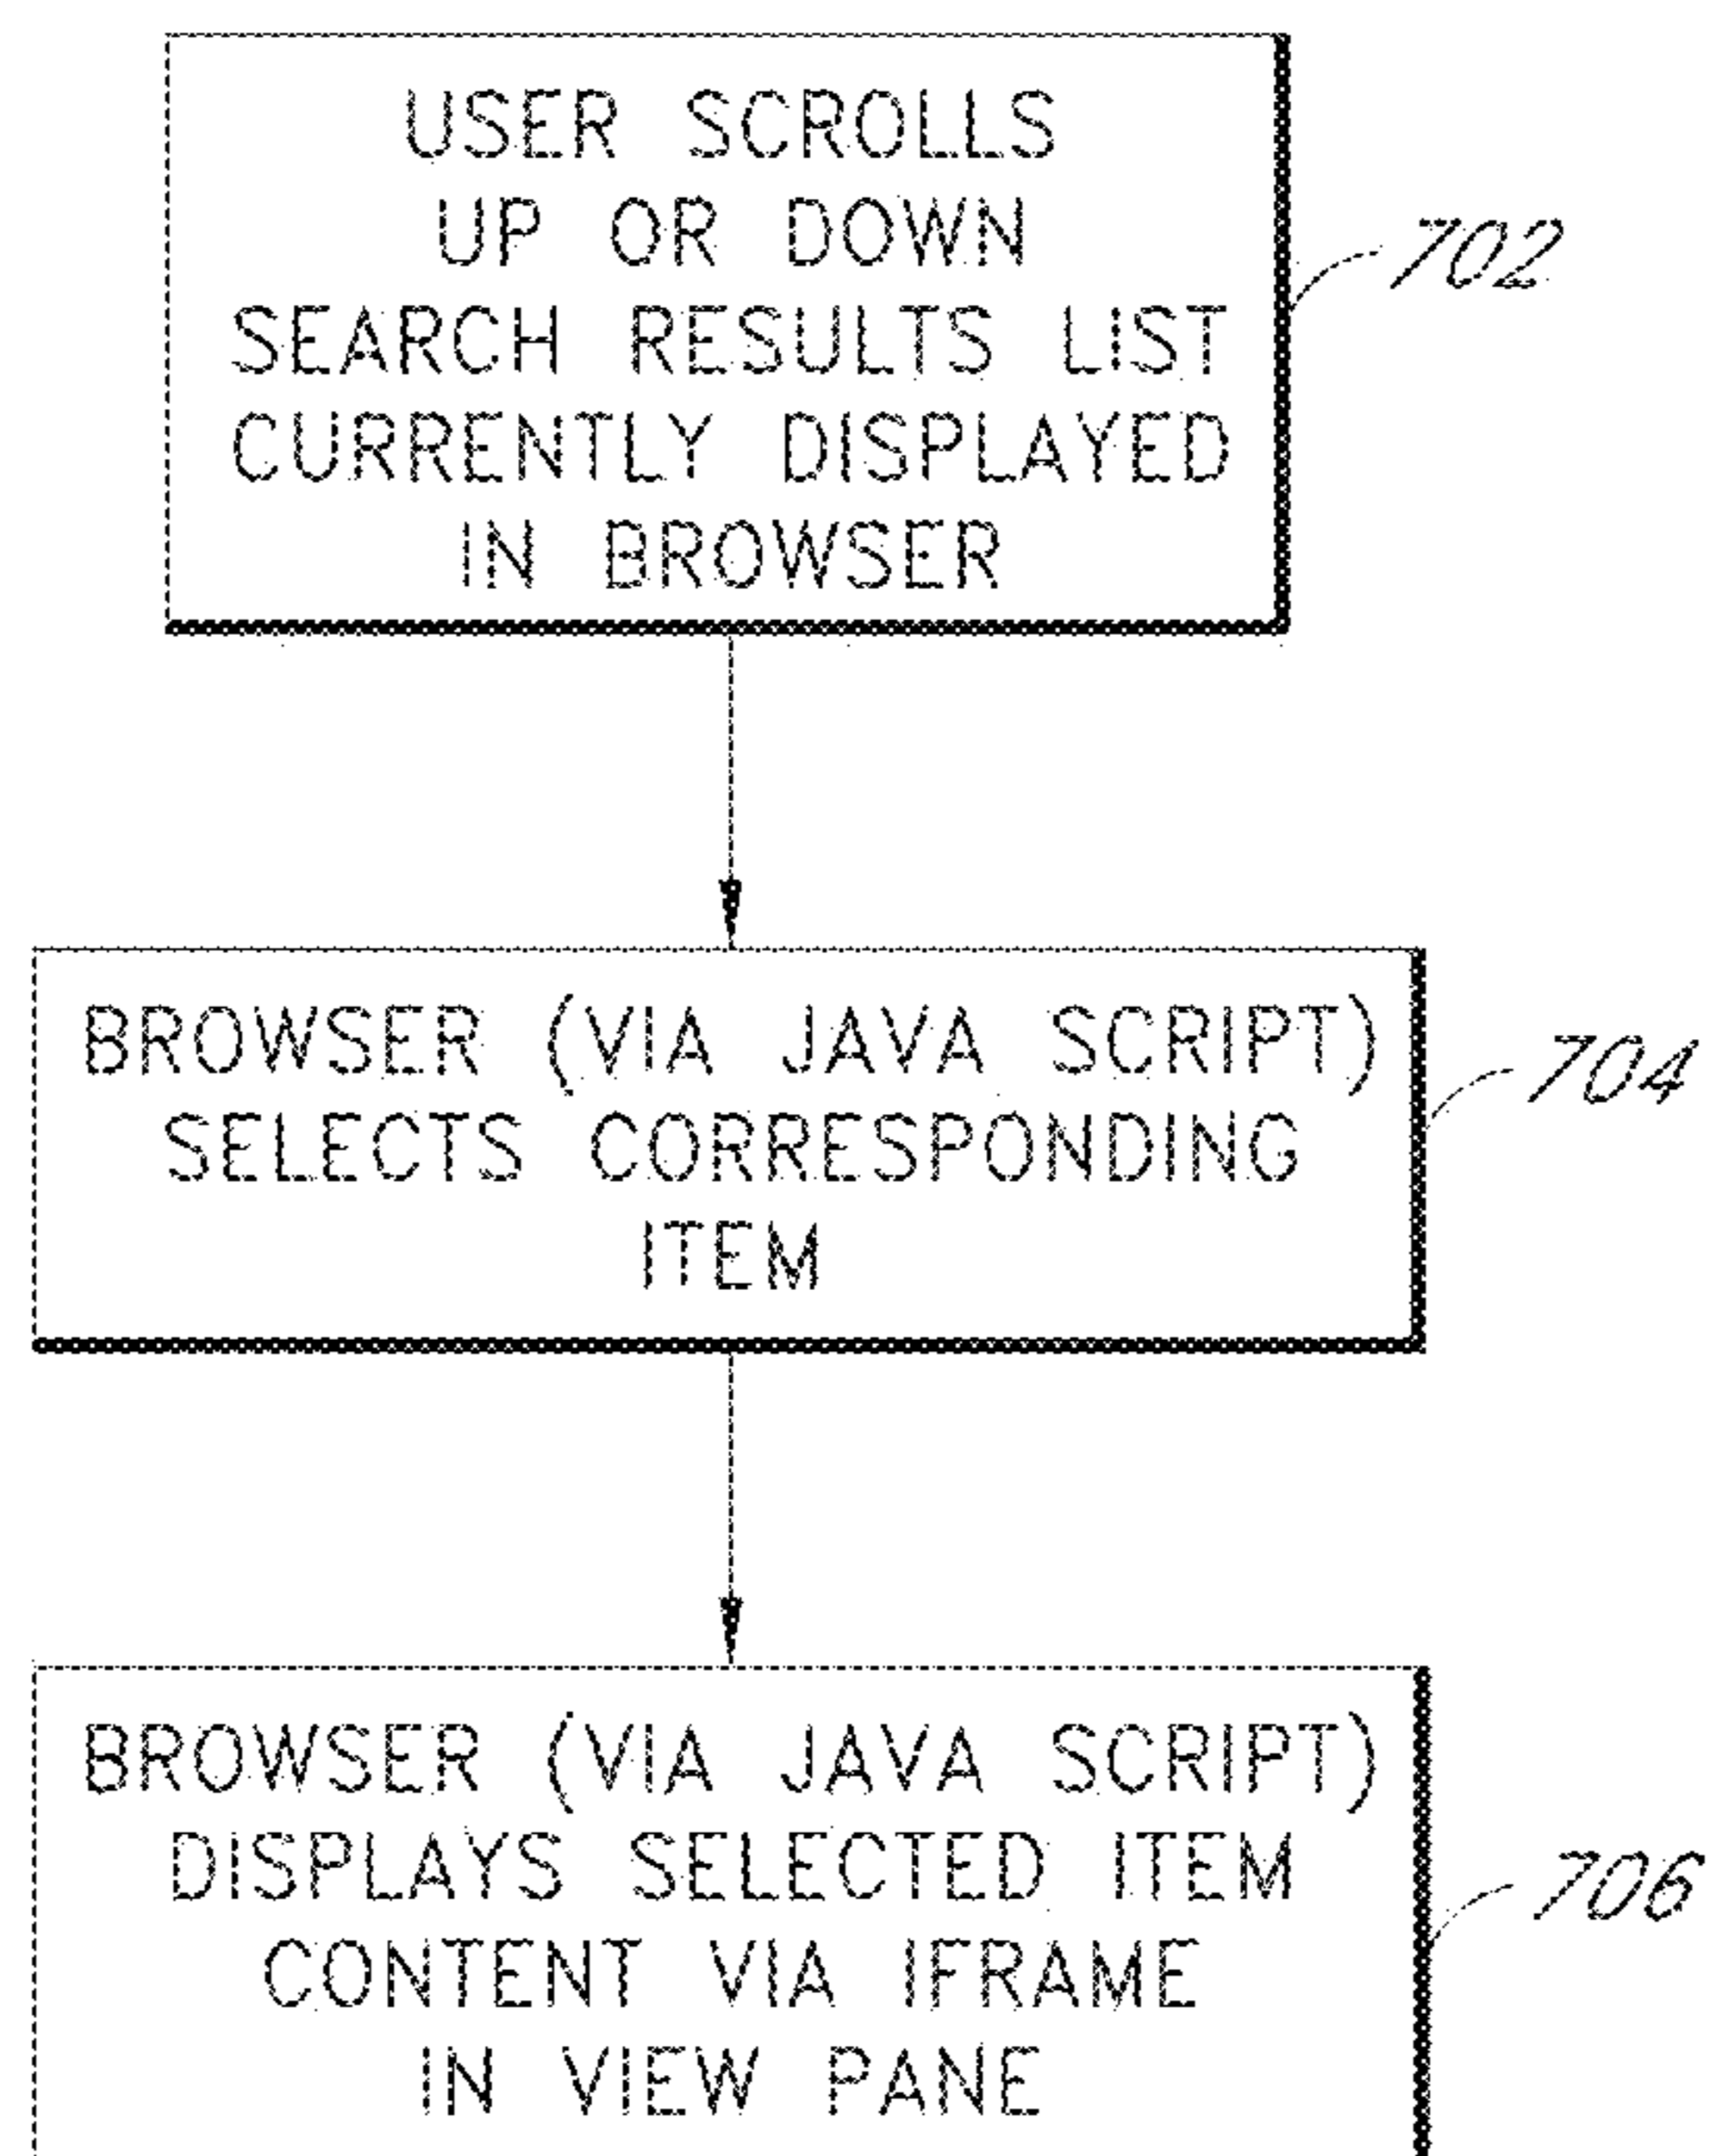 USER SCROLLS
UP OR DOWN
SEARCH RESULTS LIST
CURRENTLY DISPLAYED
IN BROWSER
702
BROWSER (VIA JAVA SCRIPT)
SELECTS CORRESPONDING
ITEM
704
BROWSER (VIA JAVA SCRIPT)
DISPLAYS SELECTED ITEM
CONTENT VIA IFRAME
IN VIEW PANE
706